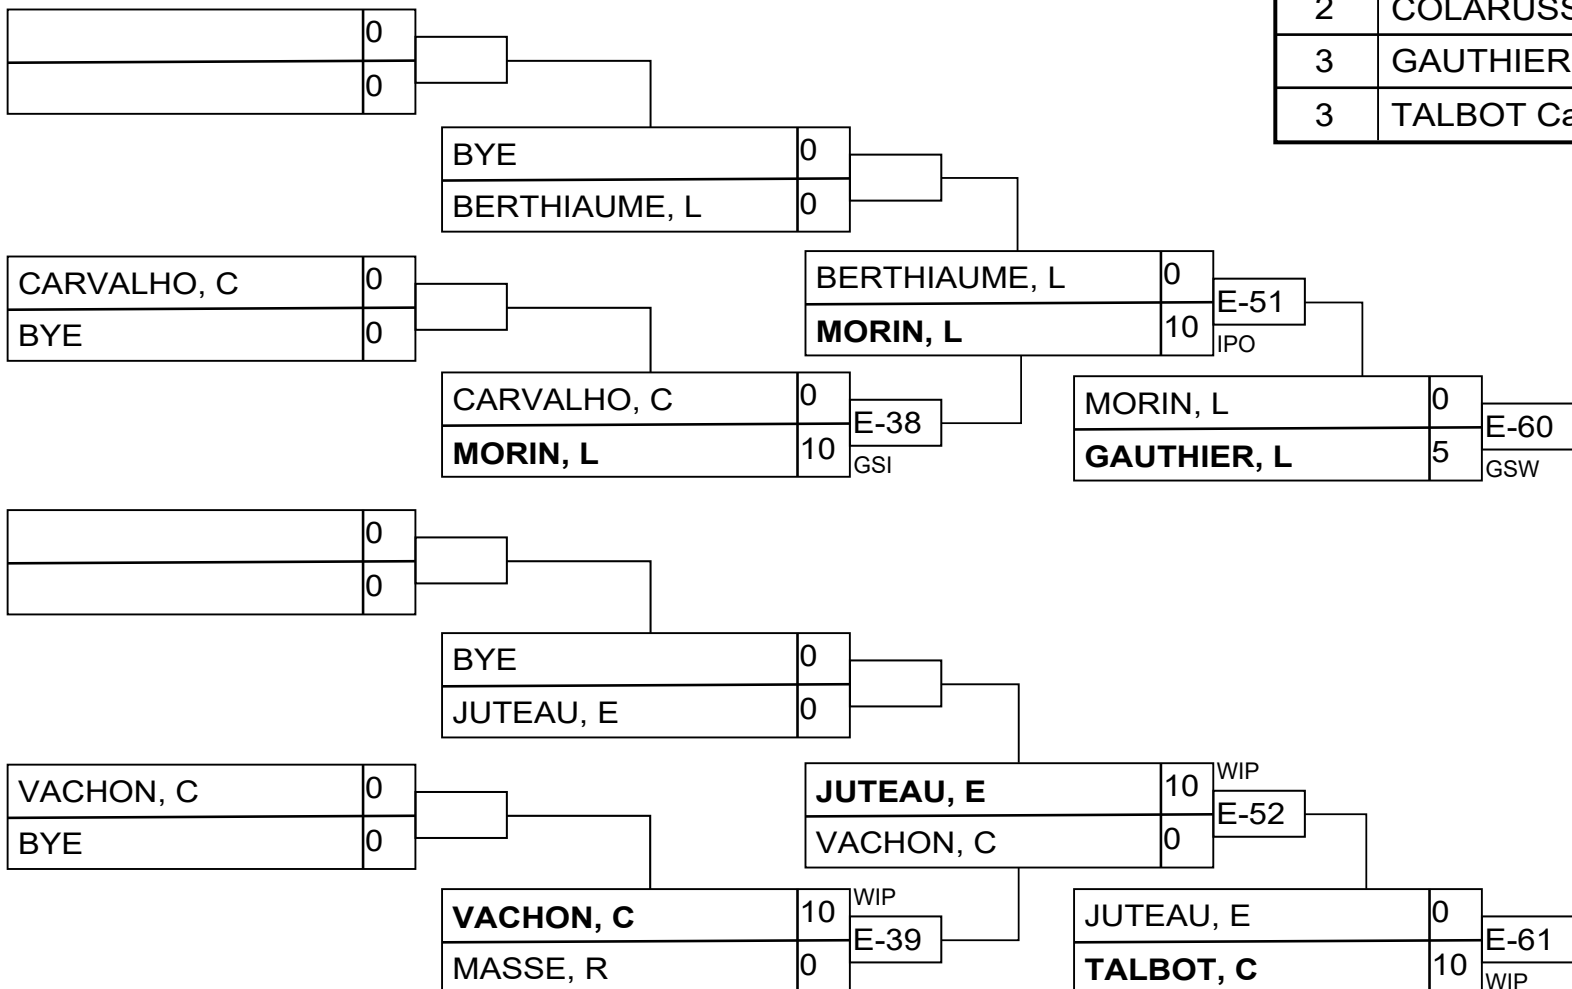 0
0
2 COLARUSS
3 GAUTHIER
3 TALBOT Ca
BYE 0
BERTHIAUME, L 0
CARVALHO, C 0
BYE 0
BERTHIAUME, L 0
MORIN, L 10
E-51
IPO
CARVALHO, C 0
MORIN, L 10
E-38
GSI
MORIN, L 0
GAUTHIER, L 5
E-60
GSW
0
0
BYE 0
JUTEAU, E 0
VACHON, C 0
BYE 0
JUTEAU, E 10
VACHON, C 0
WIP
E-52
VACHON, C 10
MASSE, R 0
WIP
E-39
JUTEAU, E 0
TALBOT, C 10
E-61
WIP